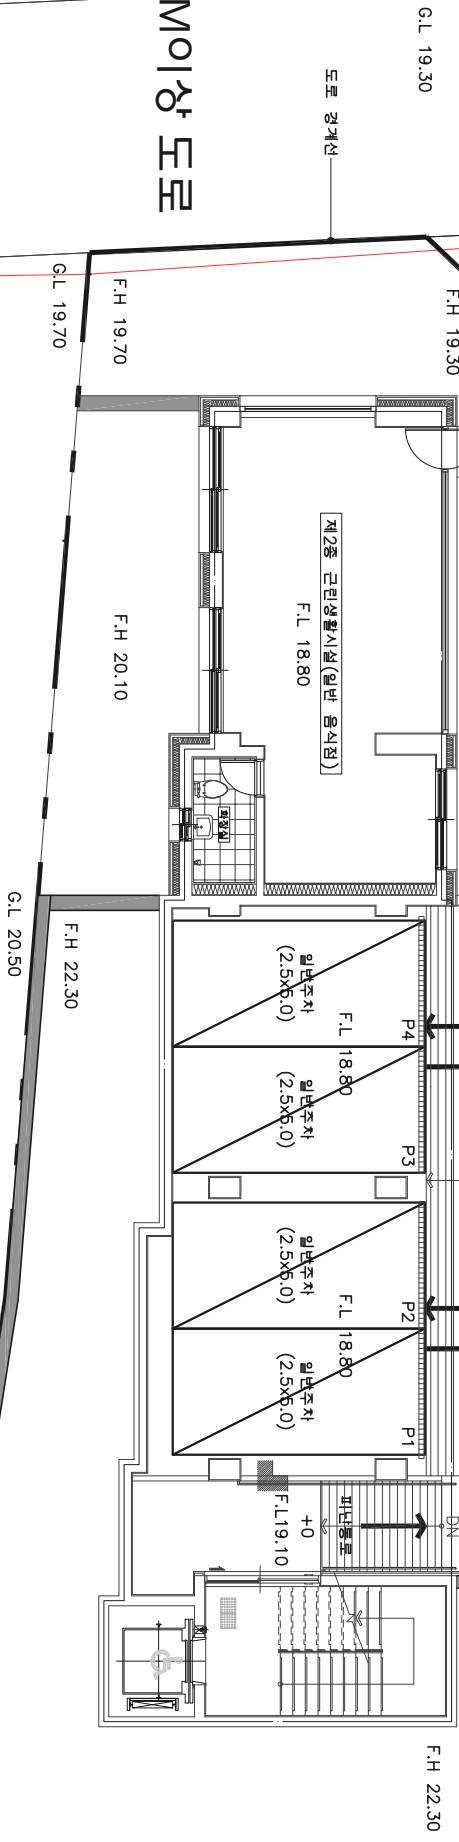 G.L 19.30
M이상 도로
도로 경계선
G.L 19.70
F.H 19.70
F.H 19.30
제2종 근린생활시설(일반 음식점)
F.L 18.80
F.H 20.10
화장실
G.L 20.50
F.H 22.30
일반주차
(2.5x5.0)
F.L 18.80
P4
일반주차
(2.5x5.0)
P3
일반주차
(2.5x5.0)
F.L 18.80
P2
일반주차
(2.5x5.0)
P1
F.L19.10
+0
피난통로
DN
F.H 22.30